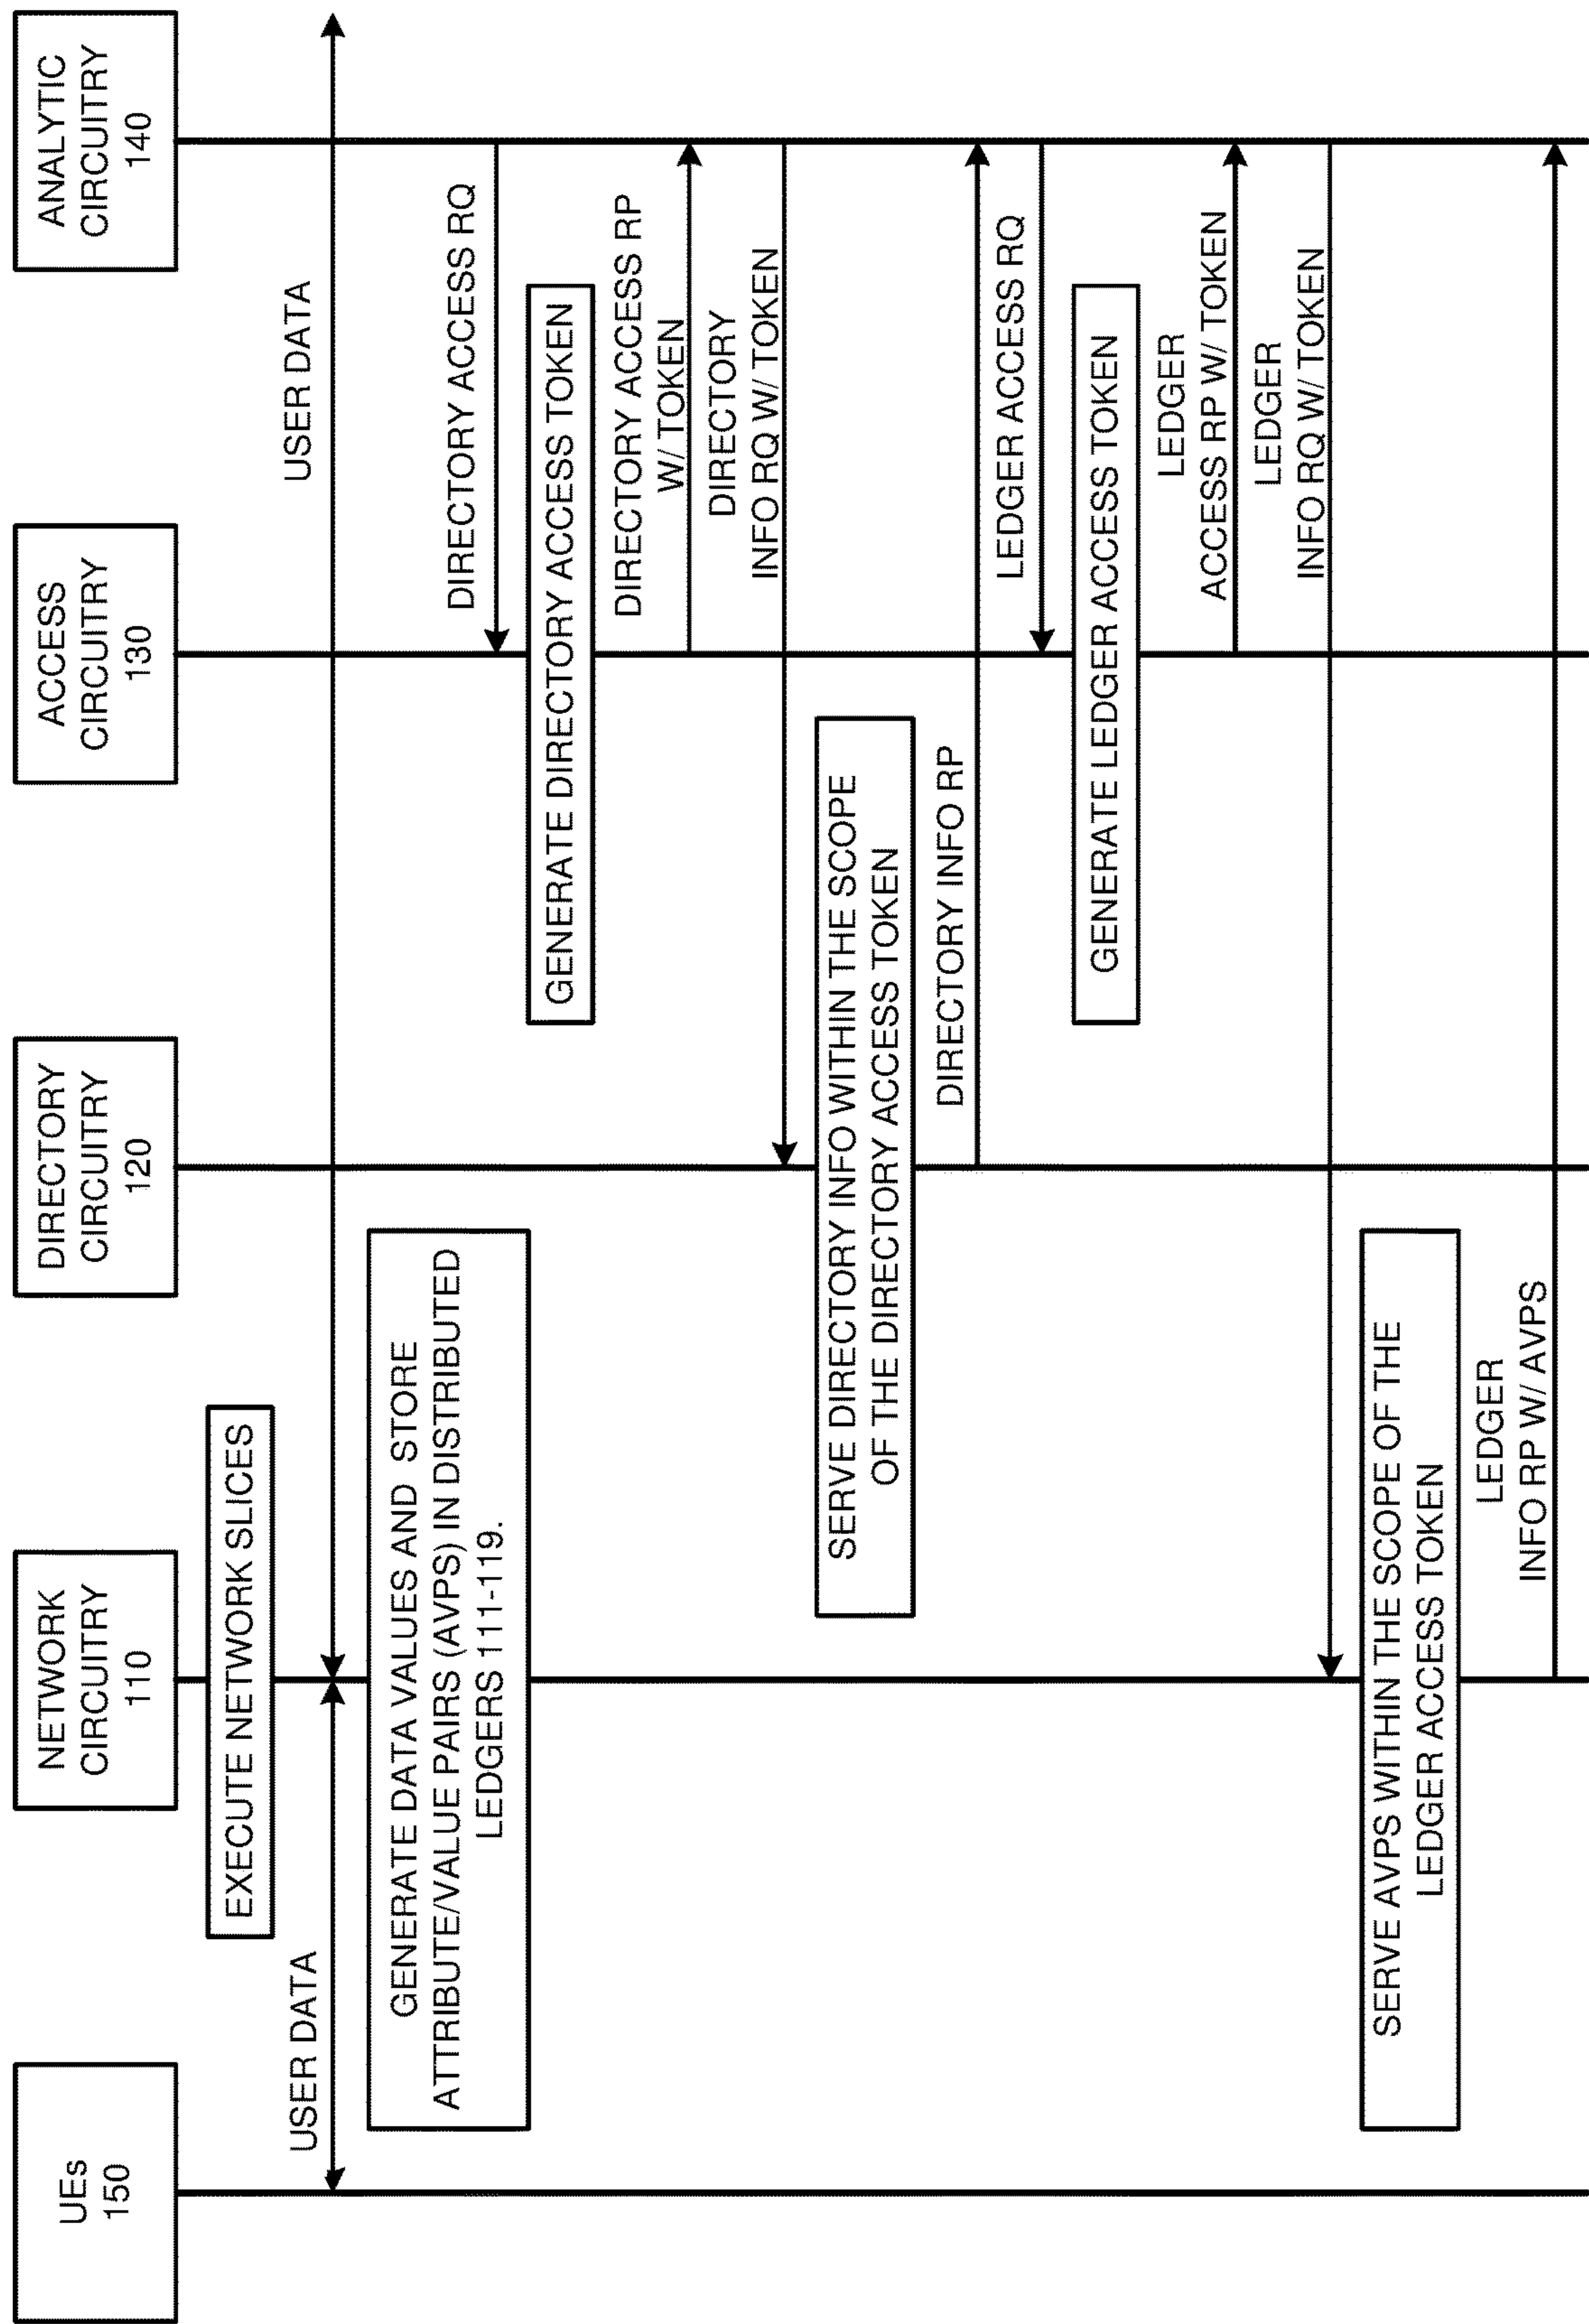 UEs
150
NETWORK
CIRCUITRY
110
DIRECTORY
CIRCUITRY
120
ACCESS
CIRCUITRY
130
ANALYTIC
CIRCUITRY
140
EXECUTE NETWORK SLICES
USER DATA
USER DATA
GENERATE DATA VALUES AND STORE
ATTRIBUTE/VALUE PAIRS (AVPS) IN DISTRIBUTED
LEDGERS 111-119.
DIRECTORY ACCESS RQ
GENERATE DIRECTORY ACCESS TOKEN
DIRECTORY ACCESS RP
W/ TOKEN
DIRECTORY
INFO RQ W/ TOKEN
SERVE DIRECTORY INFO WITHIN THE SCOPE
OF THE DIRECTORY ACCESS TOKEN
DIRECTORY INFO RP
LEDGER ACCESS RQ
GENERATE LEDGER ACCESS TOKEN
LEDGER
ACCESS RP W/ TOKEN
LEDGER
INFO RQ W/ TOKEN
SERVE AVPS WITHIN THE SCOPE OF THE
LEDGER ACCESS TOKEN
LEDGER
INFO RP W/ AVPS